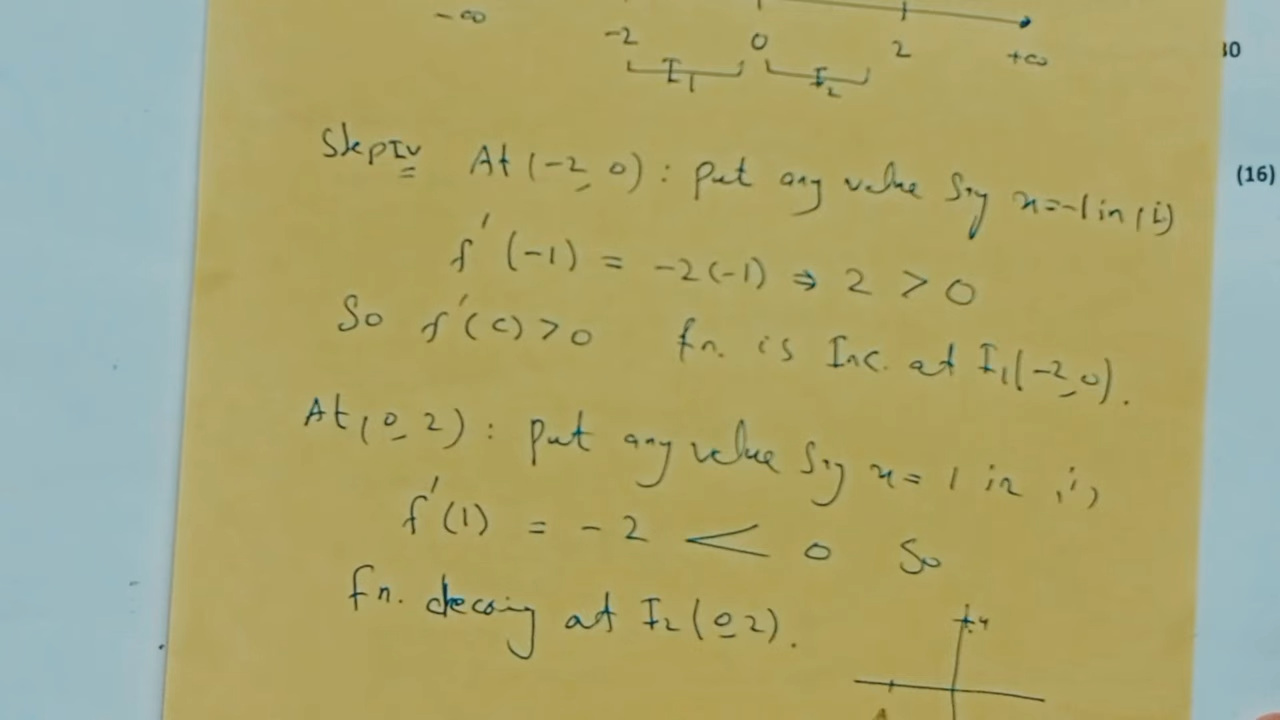 -∞ -2 0 2 +∞
I₁ I₂
30
Step IV At (-2, 0) : put any value say x=-1 in (i)
(16)
f'(-1) = -2(-1) ⇒ 2 > 0
So f'(c) > 0 fn. is Inc. at I₁(-2, 0).
At (0, 2) : put any value say x = 1 in (i)
f'(1) = -2 < 0 So
fn. at I₂ (0, 2).